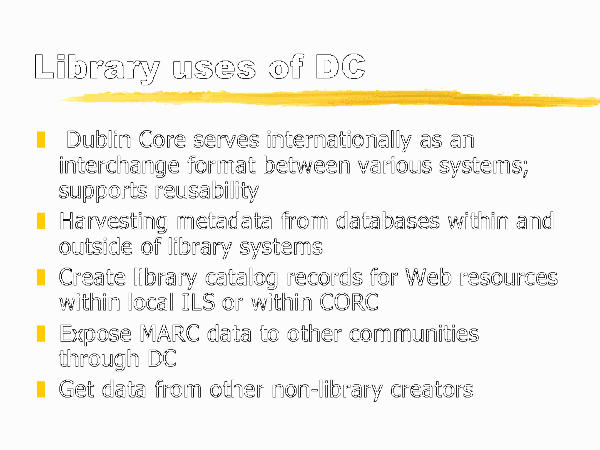 Library uses of DC
Dublin Core serves internationally as an
interchange format between various systems;
supports reusability
Harvesting metadata from databases within and
outside of library systems
Create library catalog records for Web resources
within local ILS or within CORC
Expose MARC data to other communities
through DC
Get data from other non-library creators